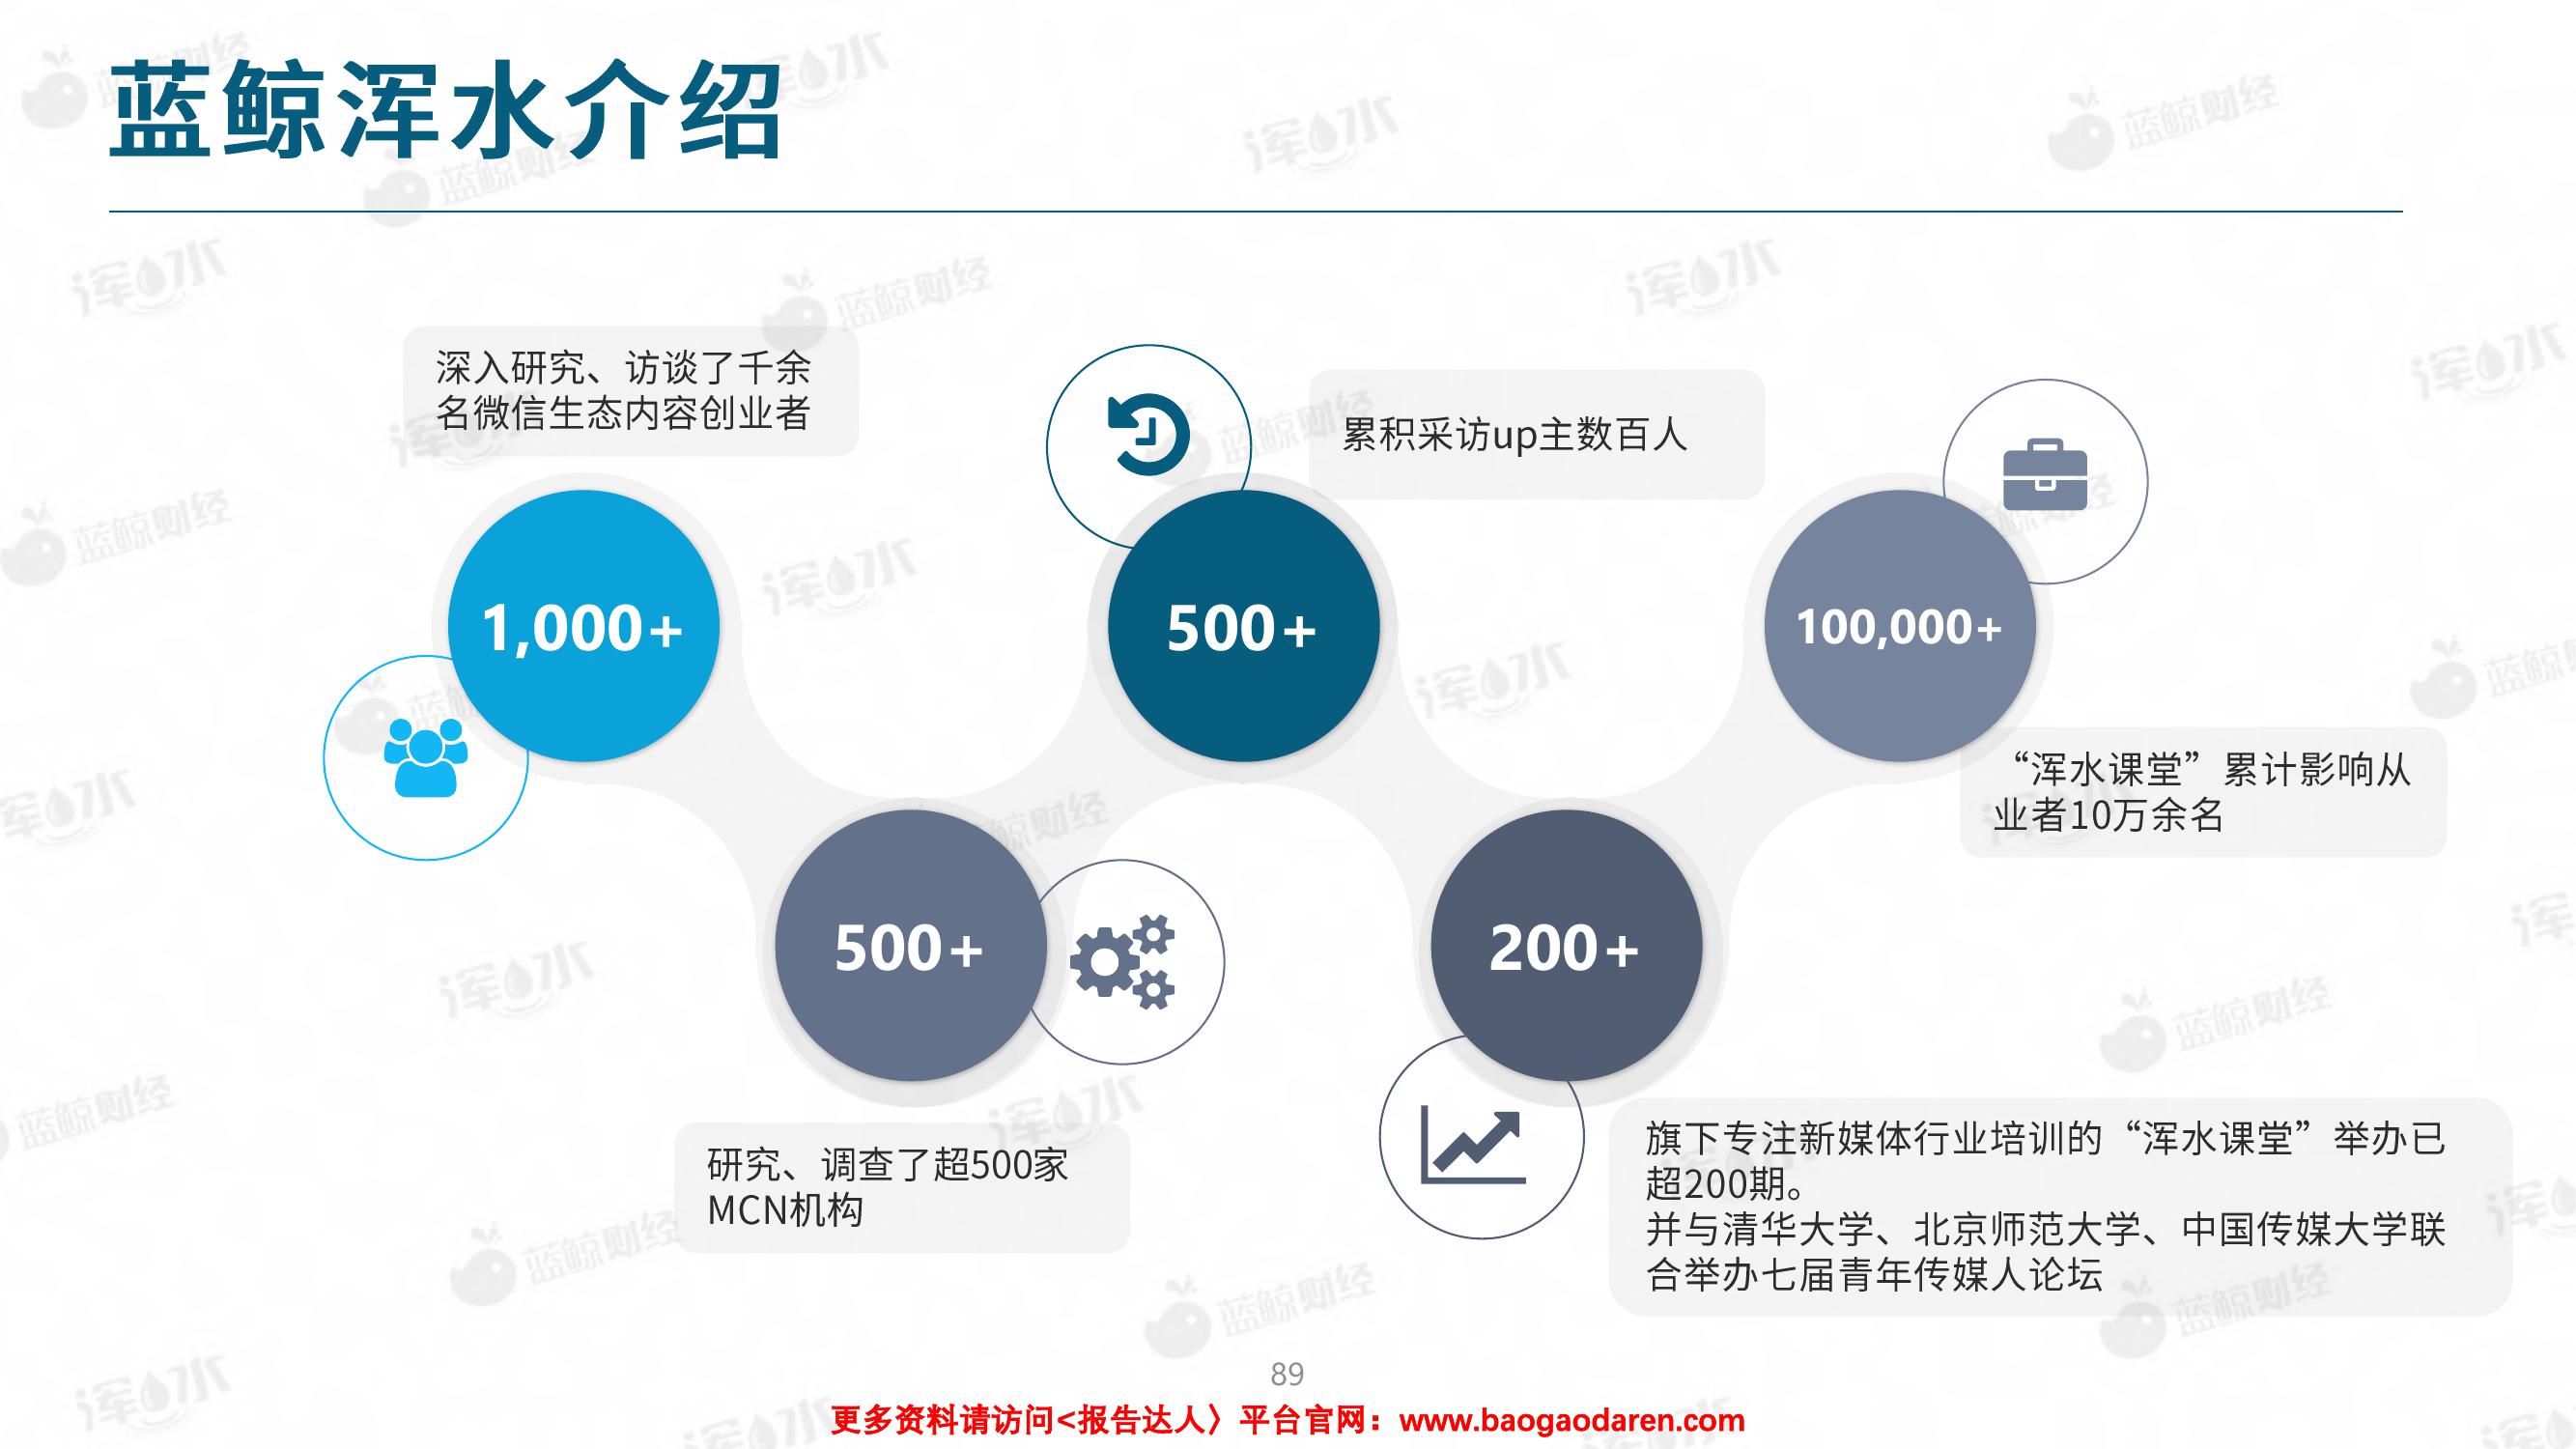 蓝鲸浑水介绍
深入研究、访谈了千余
名微信生态内容创业者
1,000+
累积采访up主数百人
500+
100,000+
“浑水课堂”累计影响从
业者10万余名
500+
研究、调查了超500家
MCN机构
200+
旗下专注新媒体行业培训的“浑水课堂”举办已
超200期。
并与清华大学、北京师范大学、中国传媒大学联
合举办七届青年传媒人论坛
89
更多资料请访问<报告达人〉平台官网：www.baogaodaren.com
蓝鲸财经
浑水